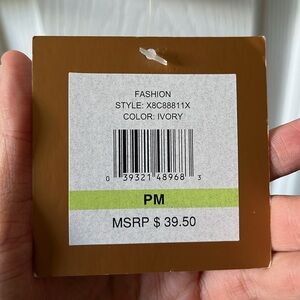 FASHION
STYLE: X8C88811X
COLOR: IVORY
0 39321 48968 3
PM
MSRP $ 39.50